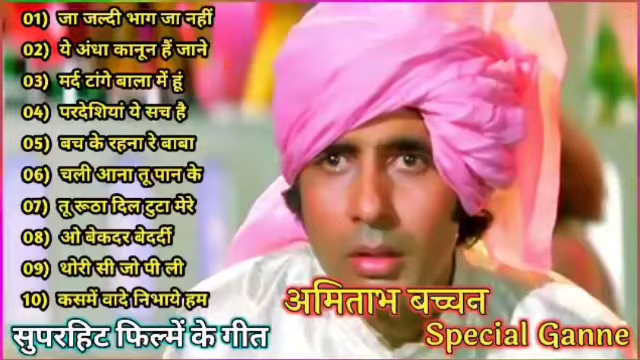 01) जा जल्दी भाग जा नहीं
02) ये अंधा कानून हैं जाने
03) मर्द टांगे बाला में हूं
04) परदेशियां ये सच है
05) बच के रहना रे बाबा
06) चली आना तू पान के
07) तू रूठा दिल टुटा मेरे
08) ओ बेकदर बेदर्दी
09) थोरी सी जो पी ली
10) कसमें वादे निभाये हम
अमिताभ बच्चन
सुपरहिट फिल्में के गीत
Special Ganne